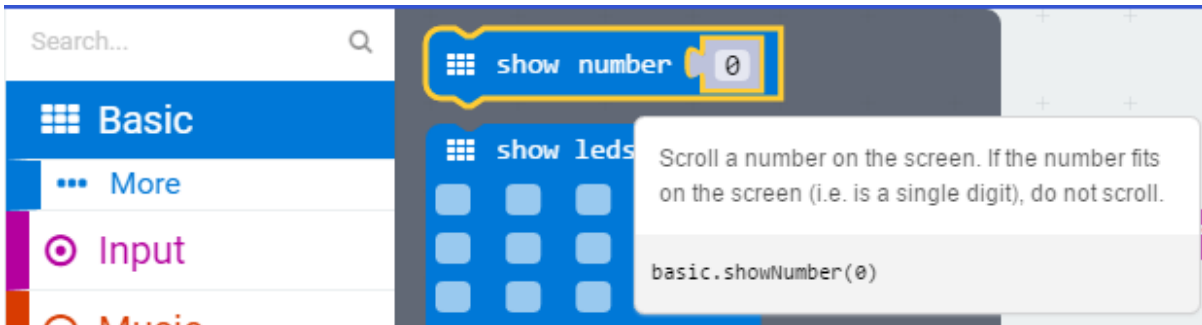 Search...
show number 0
Basic
show leds
More
Scroll a number on the screen. If the number fits
on the screen (i.e. is a single digit), do not scroll.
Input
basic.showNumber(0)
Music